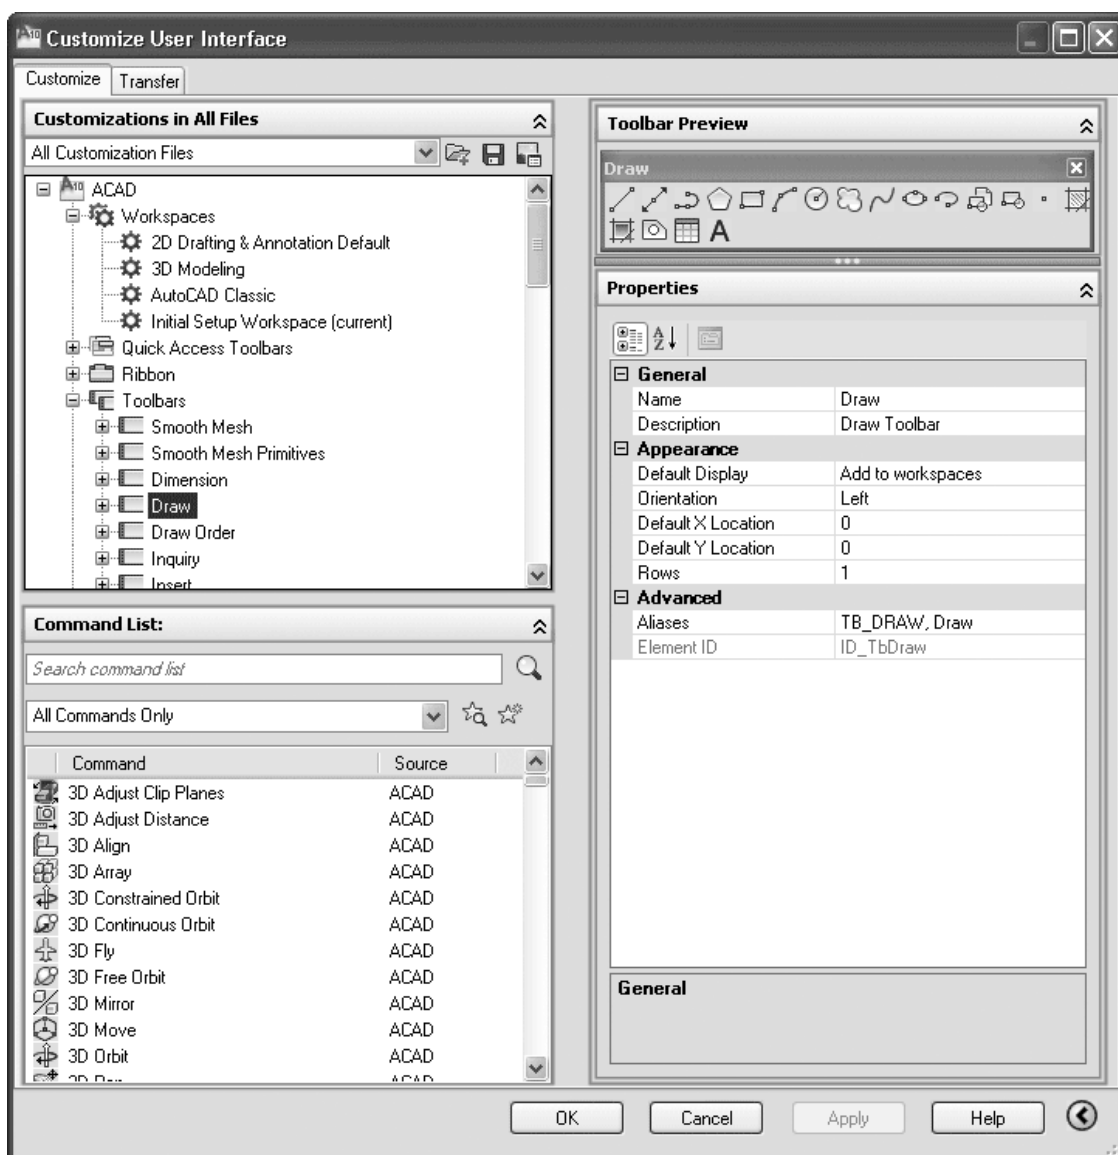 A10 Customize User Interface
Customize Transfer
Customizations in All Files
All Customization Files
A10 ACAD
Workspaces
2D Drafting & Annotation Default
3D Modeling
AutoCAD Classic
Initial Setup Workspace (current)
Quick Access Toolbars
Ribbon
Toolbars
Smooth Mesh
Smooth Mesh Primitives
Dimension
Draw
Draw Order
Inquiry
Insert
Command List:
Search command list
All Commands Only
Command Source
3D Adjust Clip Planes ACAD
3D Adjust Distance ACAD
3D Align ACAD
3D Array ACAD
3D Constrained Orbit ACAD
3D Continuous Orbit ACAD
3D Fly ACAD
3D Free Orbit ACAD
3D Mirror ACAD
3D Move ACAD
3D Orbit ACAD
Toolbar Preview
Draw
A
Properties
A Z
General
Name Draw
Description Draw Toolbar
Appearance
Default Display Add to workspaces
Orientation Left
Default X Location 0
Default Y Location 0
Rows 1
Advanced
Aliases TB_DRAW, Draw
Element ID ID_TbDraw
General
OK Cancel Apply Help